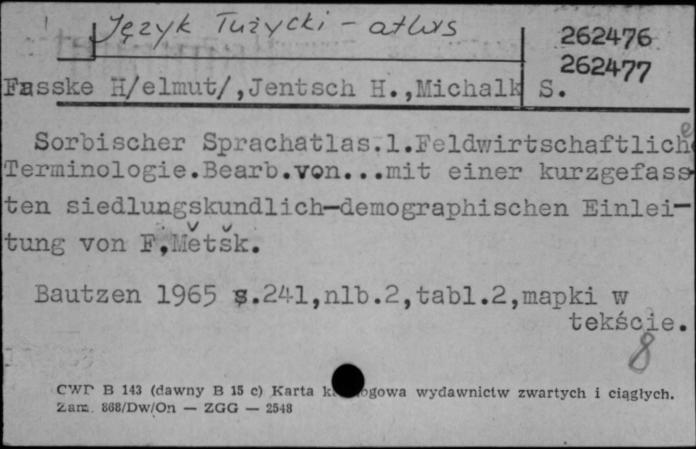 Język Łużycki - atlas
262476
262477
Fasske H/elmut/,Jentsch H.,Michalk S.
Sorbischer Sprachatlas.1.Feldwirtschaftliche
Terminologie.Bearb.von...mit einer kurzgefass-
ten siedlungskundlich-demographischen Einlei-
tung von F.Mětšk.
Bautzen 1965 s.241,nlb.2,tabl.2,mapki w
tekście.
8
CWD B 143 (dawny B 15 c) Karta k ogowa wydawnictw zwartych i ciągłych.
Zam. 868/Dw/On — ZGG — 2548